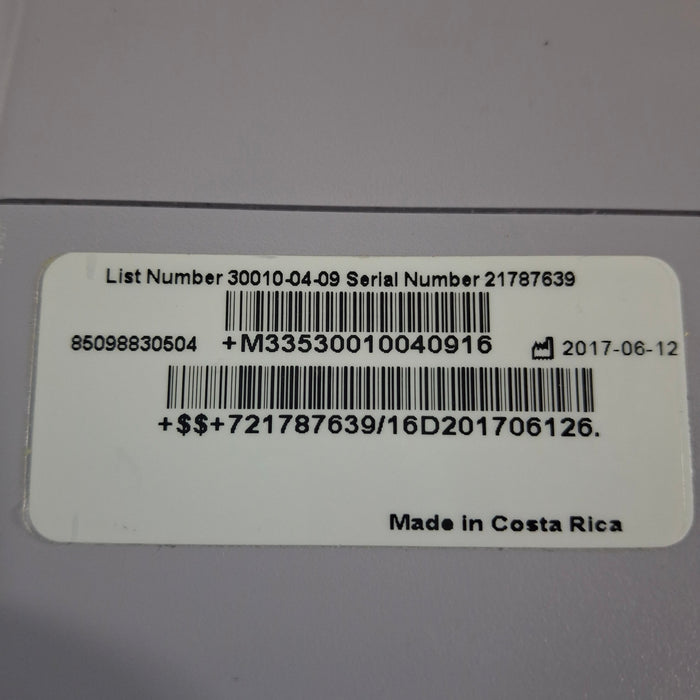 List Number 30010-04-09 Serial Number 21787639
85098830504 +M33530010040916 2017-06-12
+$$+721787639/16D201706126.
Made in Costa Rica